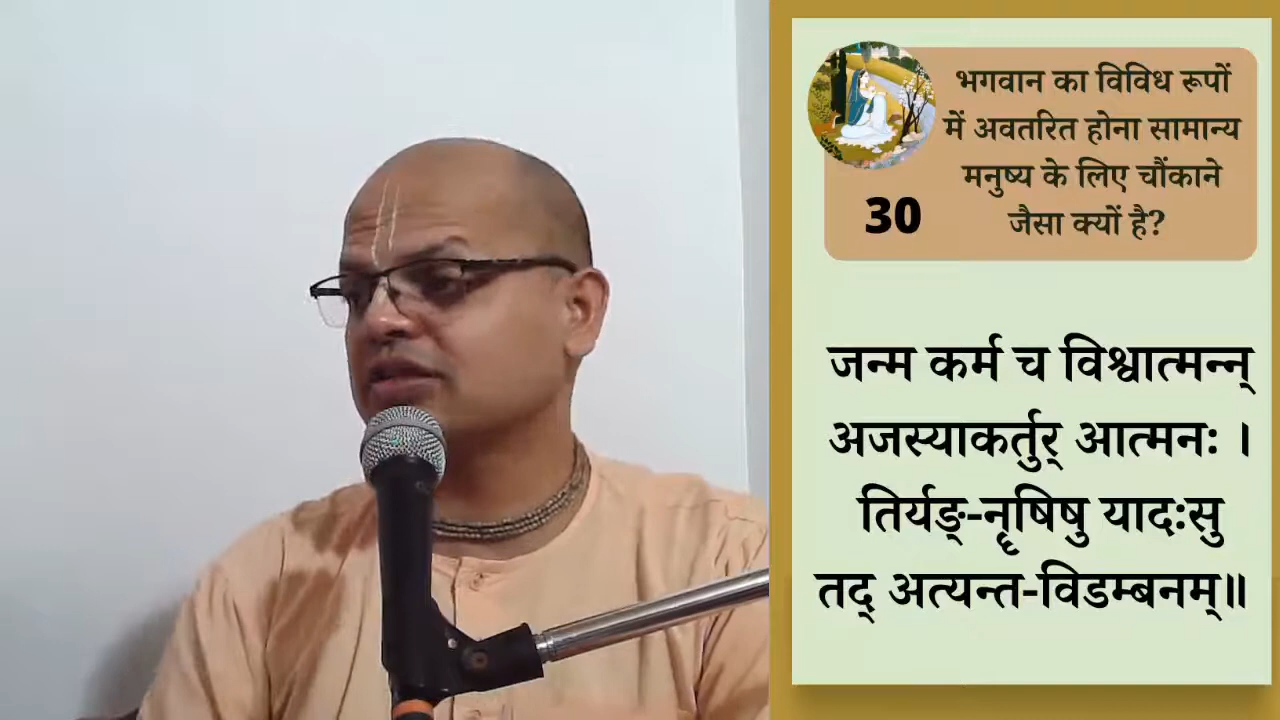 भगवान का विविध रूपों
में अवतरित होना सामान्य
मनुष्य के लिए चौंकाने
जैसा क्यों है?
30
जन्म कर्म च विश्वात्मन्न्
अजस्याकर्तुर् आत्मनः ।
तिर्यङ्-नॄषिषु यादःसु
तद् अत्यन्त-विडम्बनम्॥